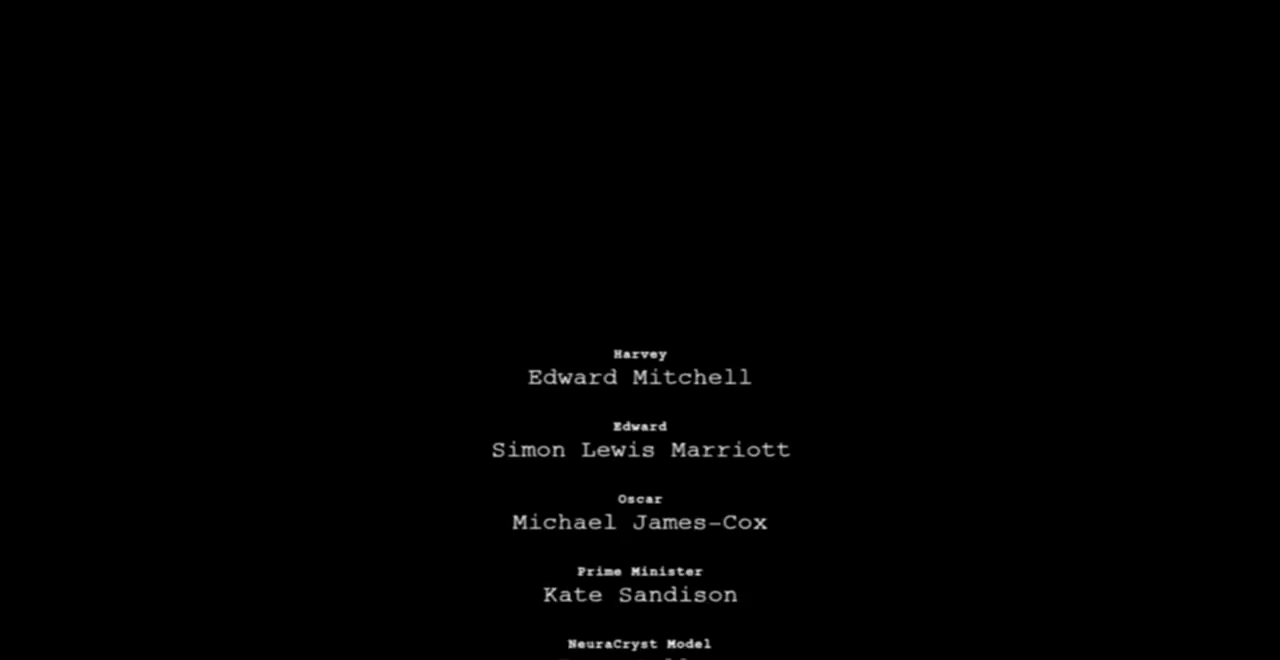 Harvey
Edward Mitchell
Edward
Simon Lewis Marriott
Oscar
Michael James-Cox
Prime Minister
Kate Sandison
NeuraCryst Model